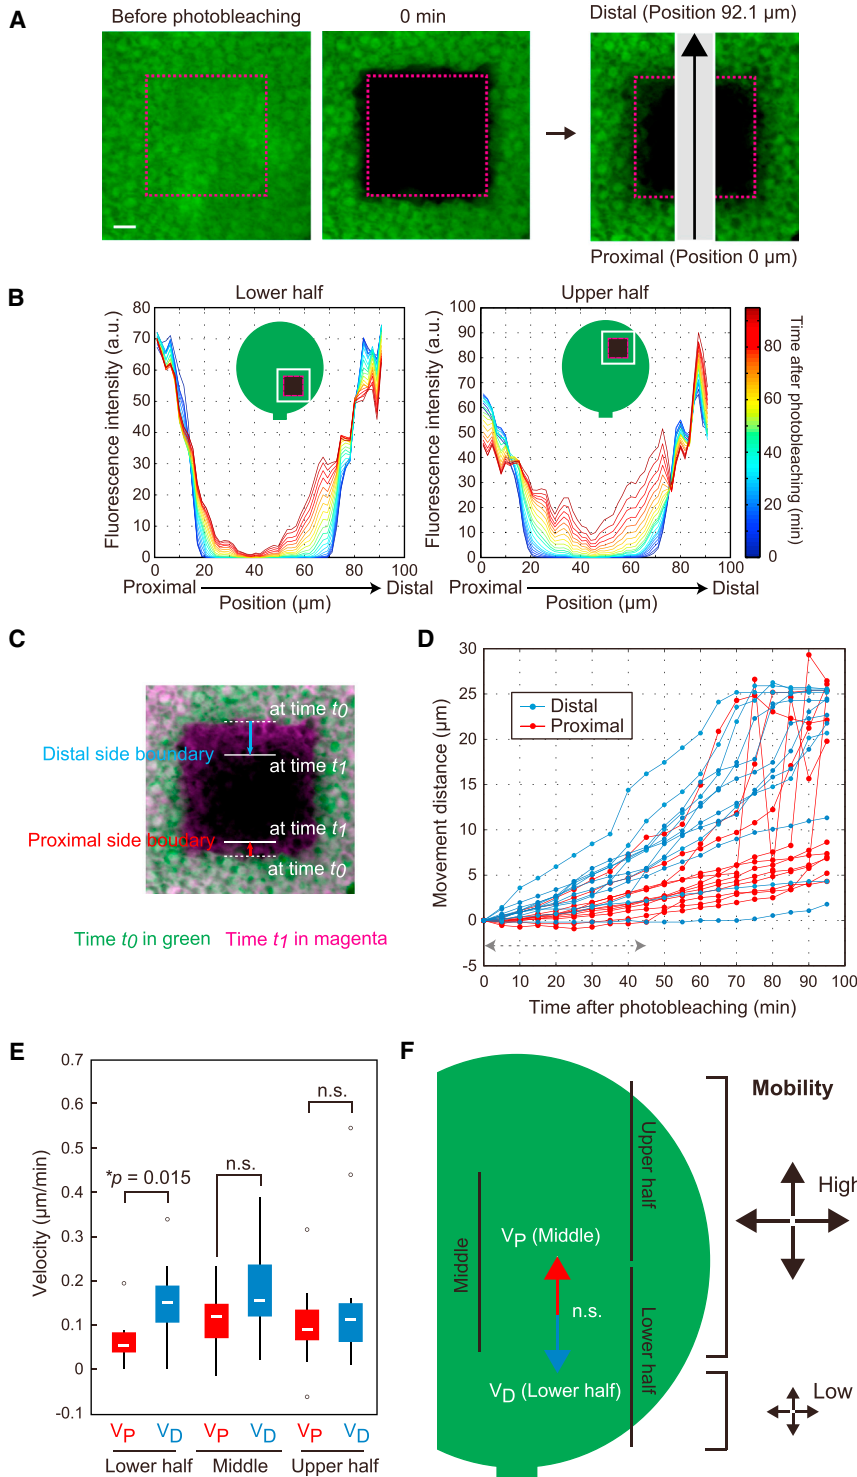 A
Before photobleaching
0 min
Distal (Position 92.1 µm)
Proximal (Position 0 µm)
B
Lower half
Upper half
Fluorescence intensity (a.u.)
80
70
60
50
40
30
20
10
0
0 20 40 60 80 100
Proximal
Distal
Position (µm)
Fluorescence intensity (a.u.)
100
90
80
70
60
50
40
30
20
10
0
0 20 40 60 80 100
Proximal
Distal
Position (µm)
80
60
40
20
0
Time after photobleaching (min)
C
at time t0
Distal side boundary
at time t1
at time t1
Proximal side boudary
at time t0
Time t0 in green
Time t1 in magenta
D
Movement distance (µm)
30
25
20
15
10
5
0
-5
Distal
Proximal
0 10 20 30 40 50 60 70 80 90 100
Time after photobleaching (min)
E
Velocity (µm/min)
0.7
0.6
0.5
0.4
0.3
0.2
0.1
0
-0.1
*p = 0.015
n.s.
n.s.
VP VD VP VD VP VD
Lower half
Middle
Upper half
F
Mobility
Upper half
High
VP (Middle)
Middle
n.s.
Lower half
VD (Lower half)
Low